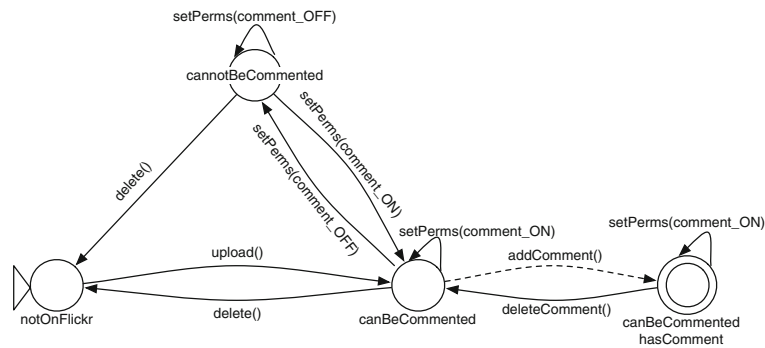 setPerms(comment_OFF)
cannotBeCommented
setPerms(comment_ON)
setPerms(comment_OFF)
delete()
setPerms(comment_ON)
setPerms(comment_ON)
upload()
addComment()
notOnFlickr
delete()
canBeCommented
deleteComment()
canBeCommented
hasComment